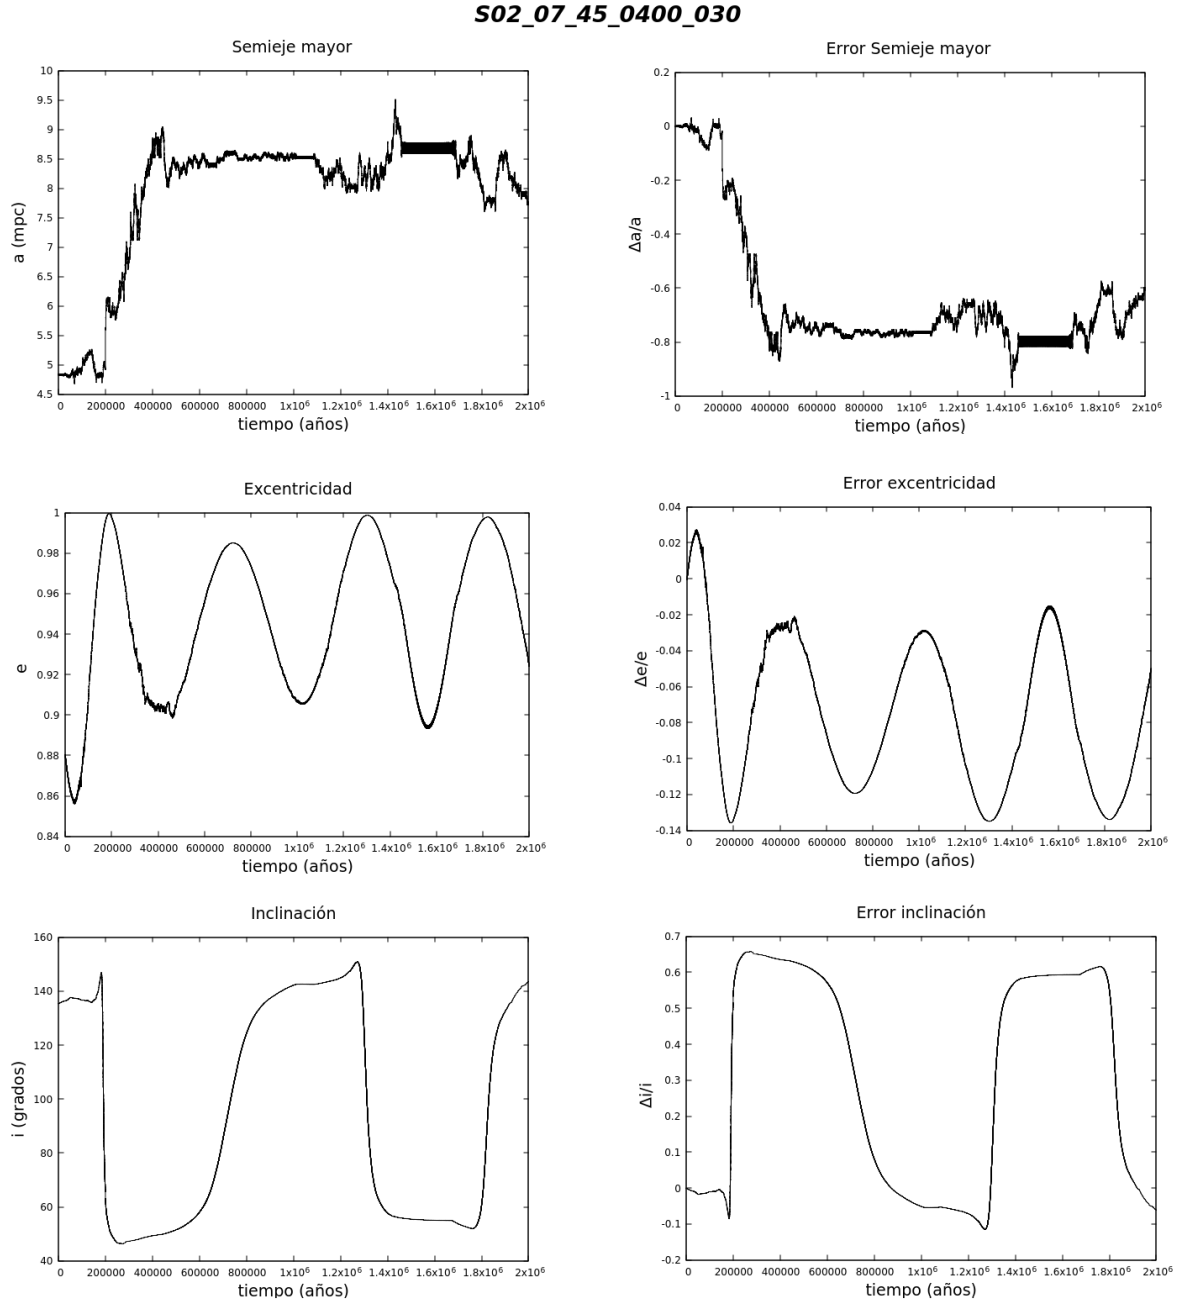 S02_07_45_0400_030
Semieje mayor
a (mpc)
10
9.5
9
8.5
8
7.5
7
6.5
6
5.5
5
4.5
0 200000 400000 600000 800000 1x10⁶ 1.2x10⁶ 1.4x10⁶ 1.6x10⁶ 1.8x10⁶ 2x10⁶
tiempo (años)
Error Semieje mayor
Δa/a
0.2
0
-0.2
-0.4
-0.6
-0.8
-1
0 200000 400000 600000 800000 1x10⁶ 1.2x10⁶ 1.4x10⁶ 1.6x10⁶ 1.8x10⁶ 2x10⁶
tiempo (años)
Excentricidad
e
1
0.98
0.96
0.94
0.92
0.9
0.88
0.86
0.84
0 200000 400000 600000 800000 1x10⁶ 1.2x10⁶ 1.4x10⁶ 1.6x10⁶ 1.8x10⁶ 2x10⁶
tiempo (años)
Error excentricidad
Δe/e
0.04
0.02
0
-0.02
-0.04
-0.06
-0.08
-0.1
-0.12
-0.14
0 200000 400000 600000 800000 1x10⁶ 1.2x10⁶ 1.4x10⁶ 1.6x10⁶ 1.8x10⁶ 2x10⁶
tiempo (años)
Inclinación
i (grados)
160
140
120
100
80
60
40
0 200000 400000 600000 800000 1x10⁶ 1.2x10⁶ 1.4x10⁶ 1.6x10⁶ 1.8x10⁶ 2x10⁶
tiempo (años)
Error inclinación
Δi/i
0.7
0.6
0.5
0.4
0.3
0.2
0.1
0
-0.1
-0.2
0 200000 400000 600000 800000 1x10⁶ 1.2x10⁶ 1.4x10⁶ 1.6x10⁶ 1.8x10⁶ 2x10⁶
tiempo (años)